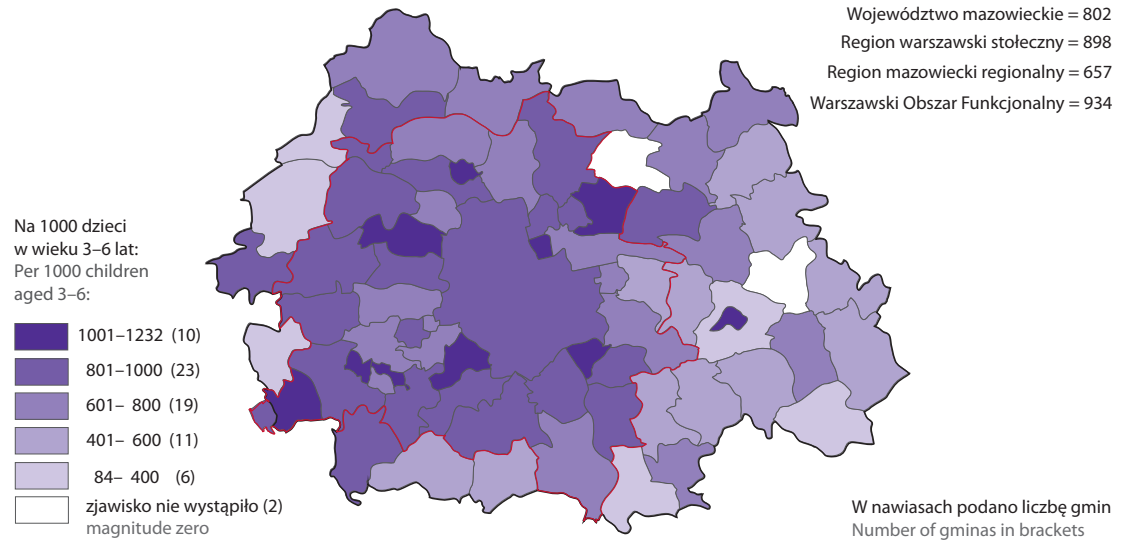 Województwo mazowieckie = 802
Region warszawski stołeczny = 898
Region mazowiecki regionalny = 657
Warszawski Obszar Funkcjonalny = 934
Na 1000 dzieci
w wieku 3–6 lat:
Per 1000 children
aged 3–6:
1001–1232 (10)
801–1000 (23)
601– 800 (19)
401– 600 (11)
84– 400 (6)
zjawisko nie wystąpiło (2)
magnitude zero
W nawiasach podano liczbę gmin
Number of gminas in brackets